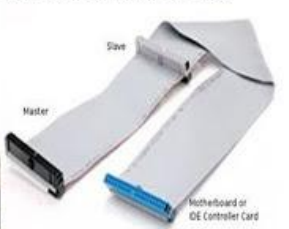 Slave
Master
Motherboard or
IDE Controller Card